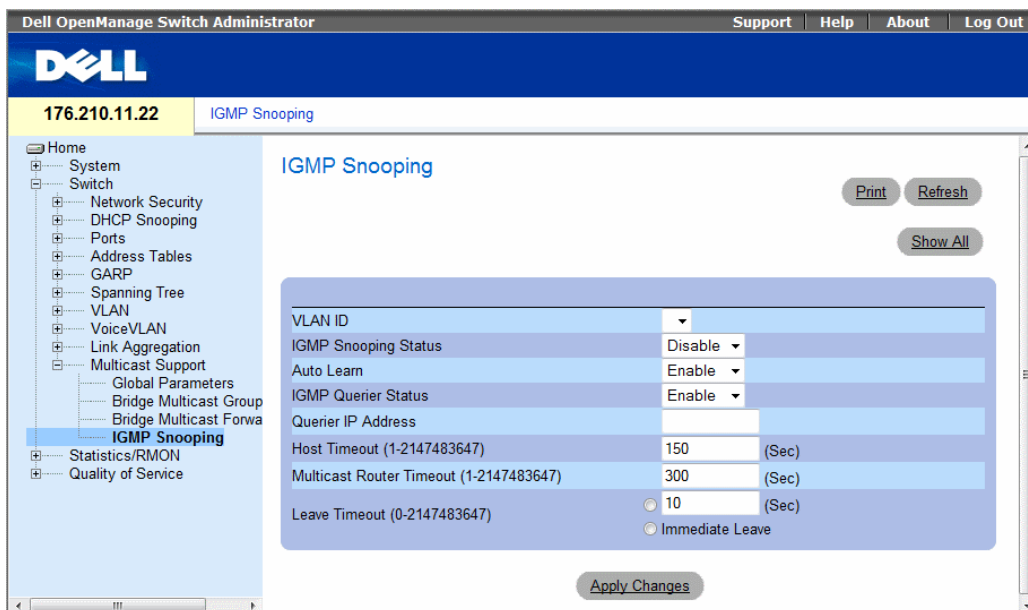 Dell OpenManage Switch Administrator Support Help About Log Out
DELL
176.210.11.22 IGMP Snooping
Home
System
Switch
Network Security
DHCP Snooping
Ports
Address Tables
GARP
Spanning Tree
VLAN
VoiceVLAN
Link Aggregation
Multicast Support
Global Parameters
Bridge Multicast Group
Bridge Multicast Forwa
IGMP Snooping
Statistics/RMON
Quality of Service
IGMP Snooping
Print Refresh
Show All
VLAN ID
IGMP Snooping Status Disable
Auto Learn Enable
IGMP Querier Status Enable
Querier IP Address
Host Timeout (1-2147483647) 150 (Sec)
Multicast Router Timeout (1-2147483647) 300 (Sec)
Leave Timeout (0-2147483647) 10 (Sec)
Immediate Leave
Apply Changes